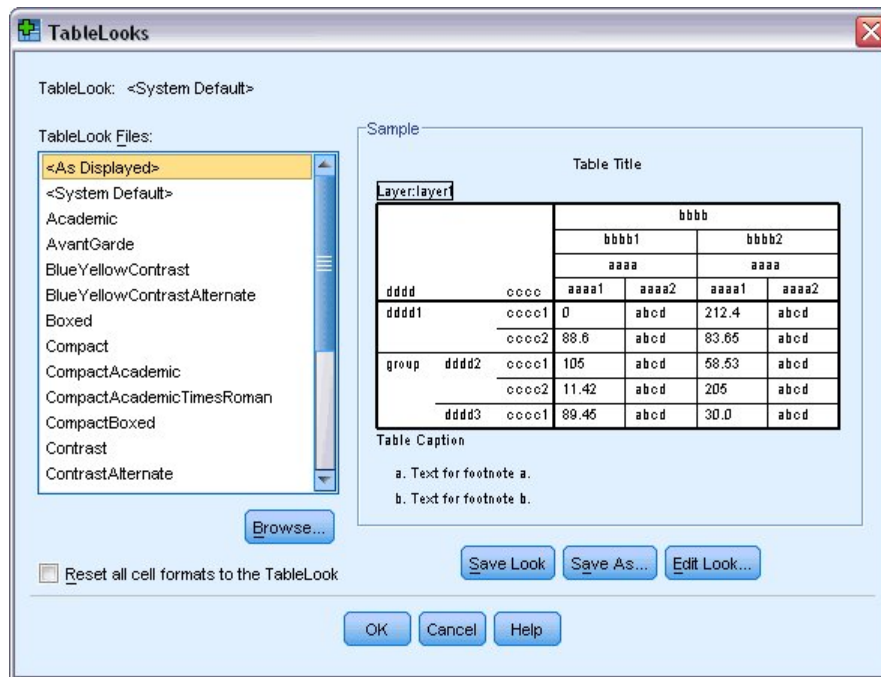 TableLooks
TableLook: <System Default>
TableLook Files:
<As Displayed>
<System Default>
Academic
AvantGarde
BlueYellowContrast
BlueYellowContrastAlternate
Boxed
Compact
CompactAcademic
CompactAcademicTimesRoman
CompactBoxed
Contrast
ContrastAlternate
Browse...
Reset all cell formats to the TableLook
Sample
Table Title
Layer:layer1
bbbb
bbbb1 bbbb2
aaaa aaaa
dddd cccc aaaa1 aaaa2 aaaa1 aaaa2
dddd1 cccc1 0 abcd 212.4 abcd
cccc2 88.6 abcd 83.65 abcd
group dddd2 cccc1 105 abcd 58.53 abcd
cccc2 11.42 abcd 205 abcd
dddd3 cccc1 89.45 abcd 30.0 abcd
Table Caption
a. Text for footnote a.
b. Text for footnote b.
Save Look Save As... Edit Look...
OK Cancel Help